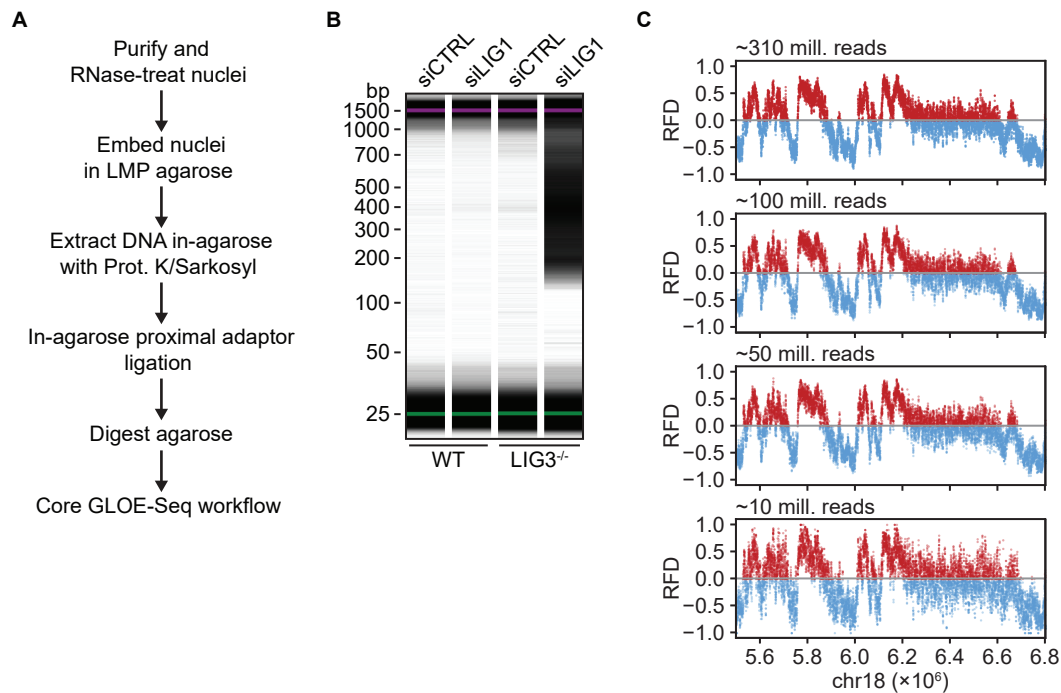 A
Purify and
RNase-treat nuclei
Embed nuclei
in LMP agarose
Extract DNA in-agarose
with Prot. K/Sarkosyl
In-agarose proximal adaptor
ligation
Digest agarose
Core GLOE-Seq workflow
B
siCTRL
siLIG1
siCTRL
siLIG1
bp
1500
1000
700
500
400
300
200
100
50
25
WT
LIG3-/-
C
~310 mill. reads
RFD
1.0
0.5
0.0
−0.5
−1.0
~100 mill. reads
RFD
1.0
0.5
0.0
−0.5
−1.0
~50 mill. reads
RFD
1.0
0.5
0.0
−0.5
−1.0
~10 mill. reads
RFD
1.0
0.5
0.0
−0.5
−1.0
5.6 5.8 6.0 6.2 6.4 6.6 6.8
chr18 (×10⁶)